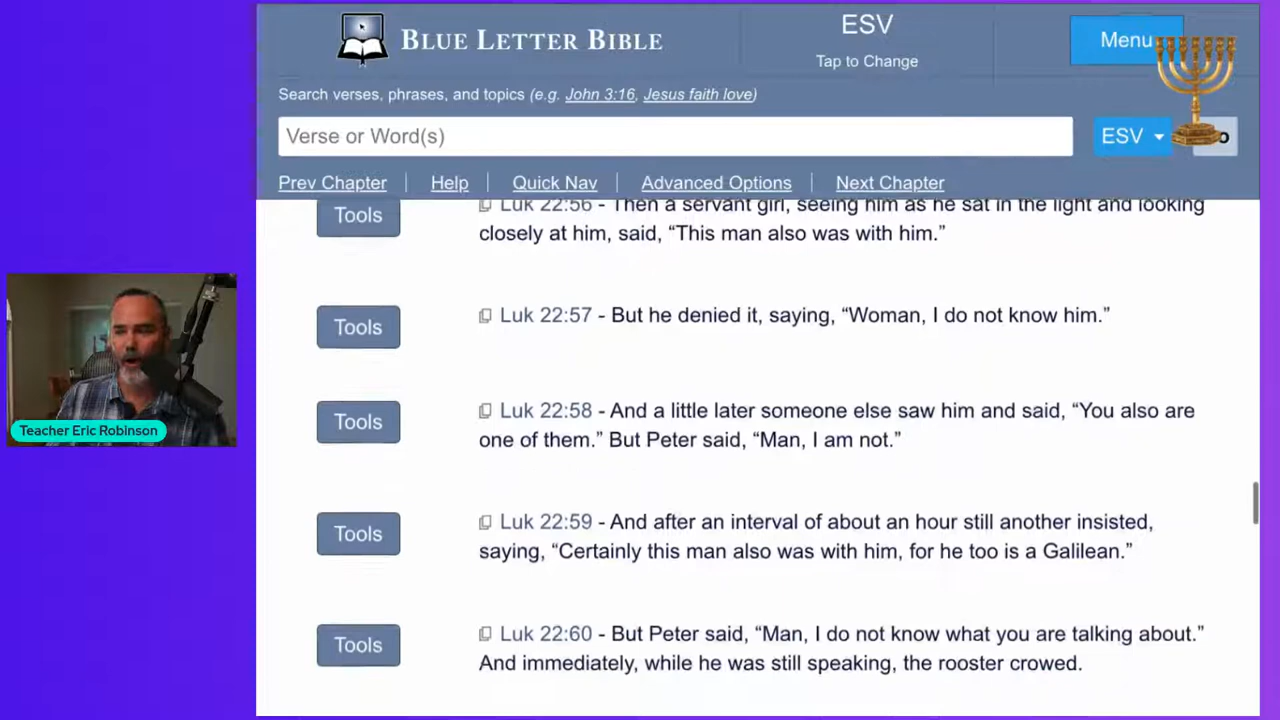 BLUE LETTER BIBLE
ESV
Tap to Change
Menu
Search verses, phrases, and topics (e.g. John 3:16, Jesus faith love)
Verse or Word(s)
ESV
Prev Chapter
Help
Quick Nav
Advanced Options
Next Chapter
Tools
Luk 22:56 - Then a servant girl, seeing him as he sat in the light and looking
closely at him, said, “This man also was with him.”
Tools
Luk 22:57 - But he denied it, saying, “Woman, I do not know him.”
Tools
Luk 22:58 - And a little later someone else saw him and said, “You also are
one of them.” But Peter said, “Man, I am not.”
Tools
Luk 22:59 - And after an interval of about an hour still another insisted,
saying, “Certainly this man also was with him, for he too is a Galilean.”
Tools
Luk 22:60 - But Peter said, “Man, I do not know what you are talking about.”
And immediately, while he was still speaking, the rooster crowed.
Teacher Eric Robinson